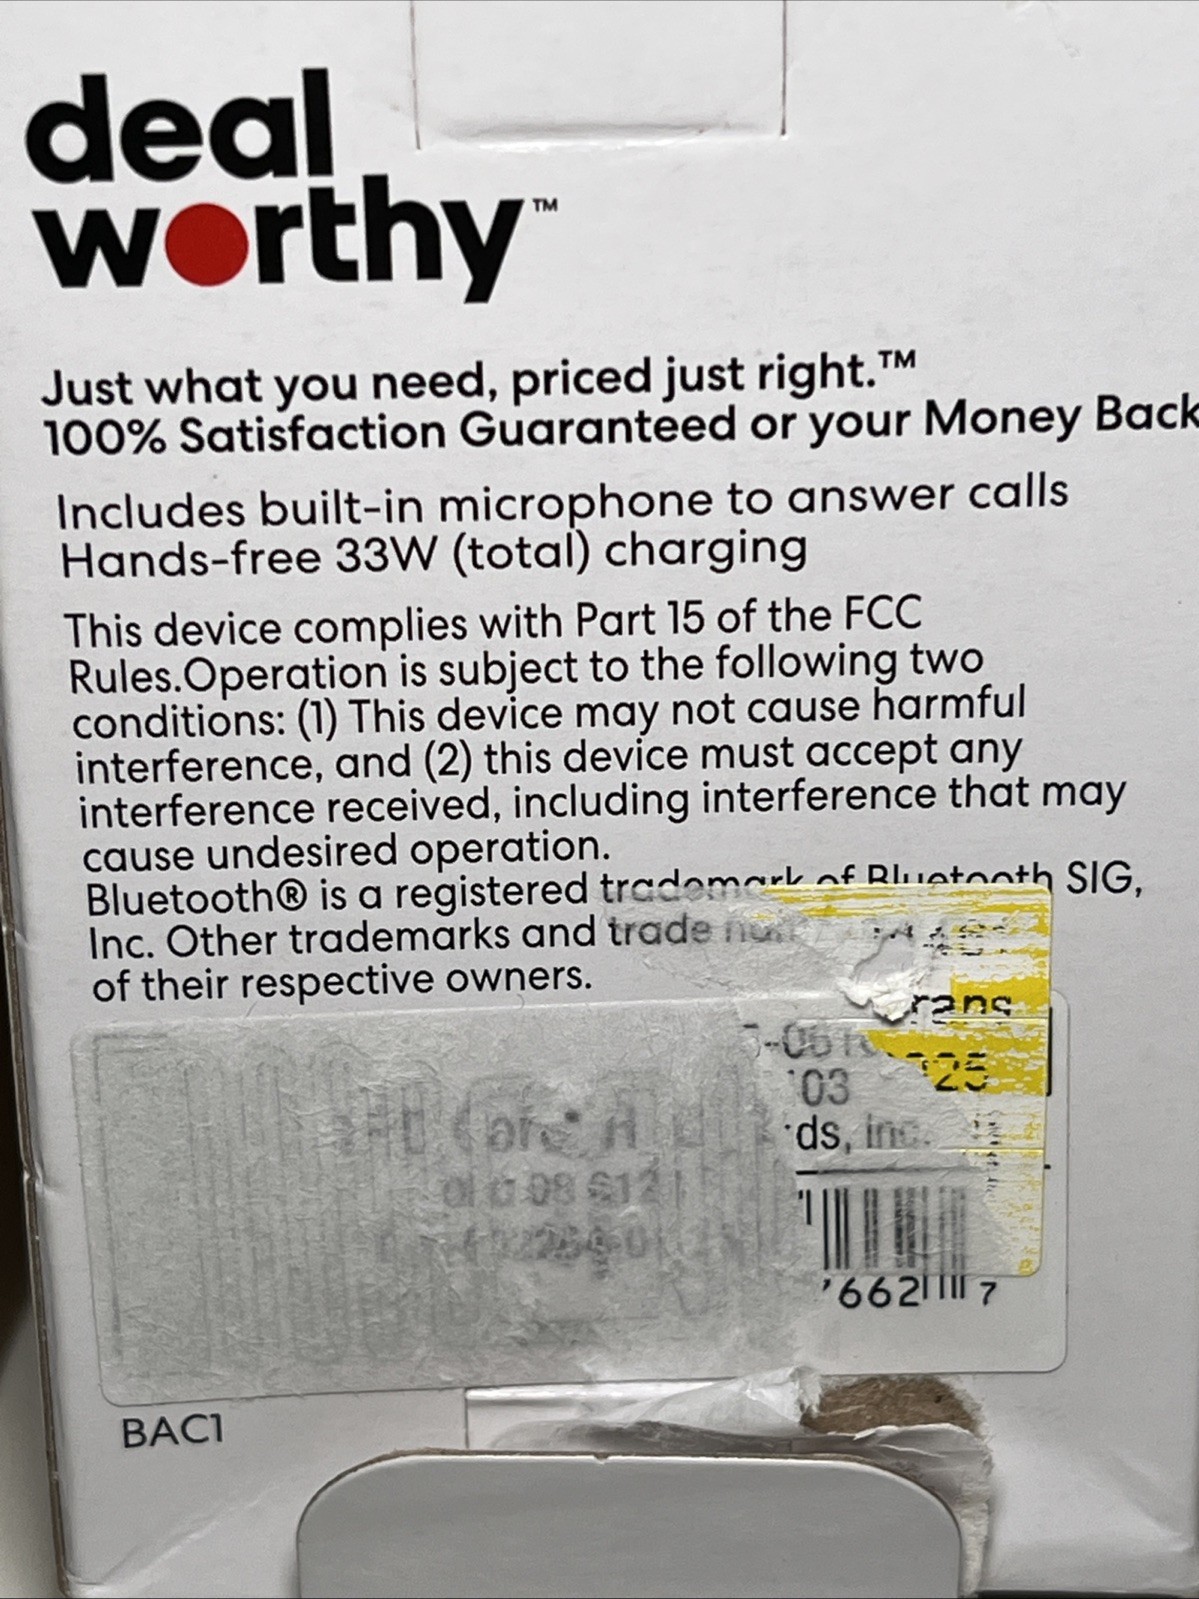 deal
worthy™
Just what you need, priced just right.™
100% Satisfaction Guaranteed or your Money Back
Includes built-in microphone to answer calls
Hands-free 33W (total) charging
This device complies with Part 15 of the FCC
Rules.Operation is subject to the following two
conditions: (1) This device may not cause harmful
interference, and (2) this device must accept any
interference received, including interference that may
cause undesired operation.
Bluetooth® is a registered trademark of Bluetooth SIG,
Inc. Other trademarks and trade
of their respective owners.
03
ds, Inc.
662 7
BAC1